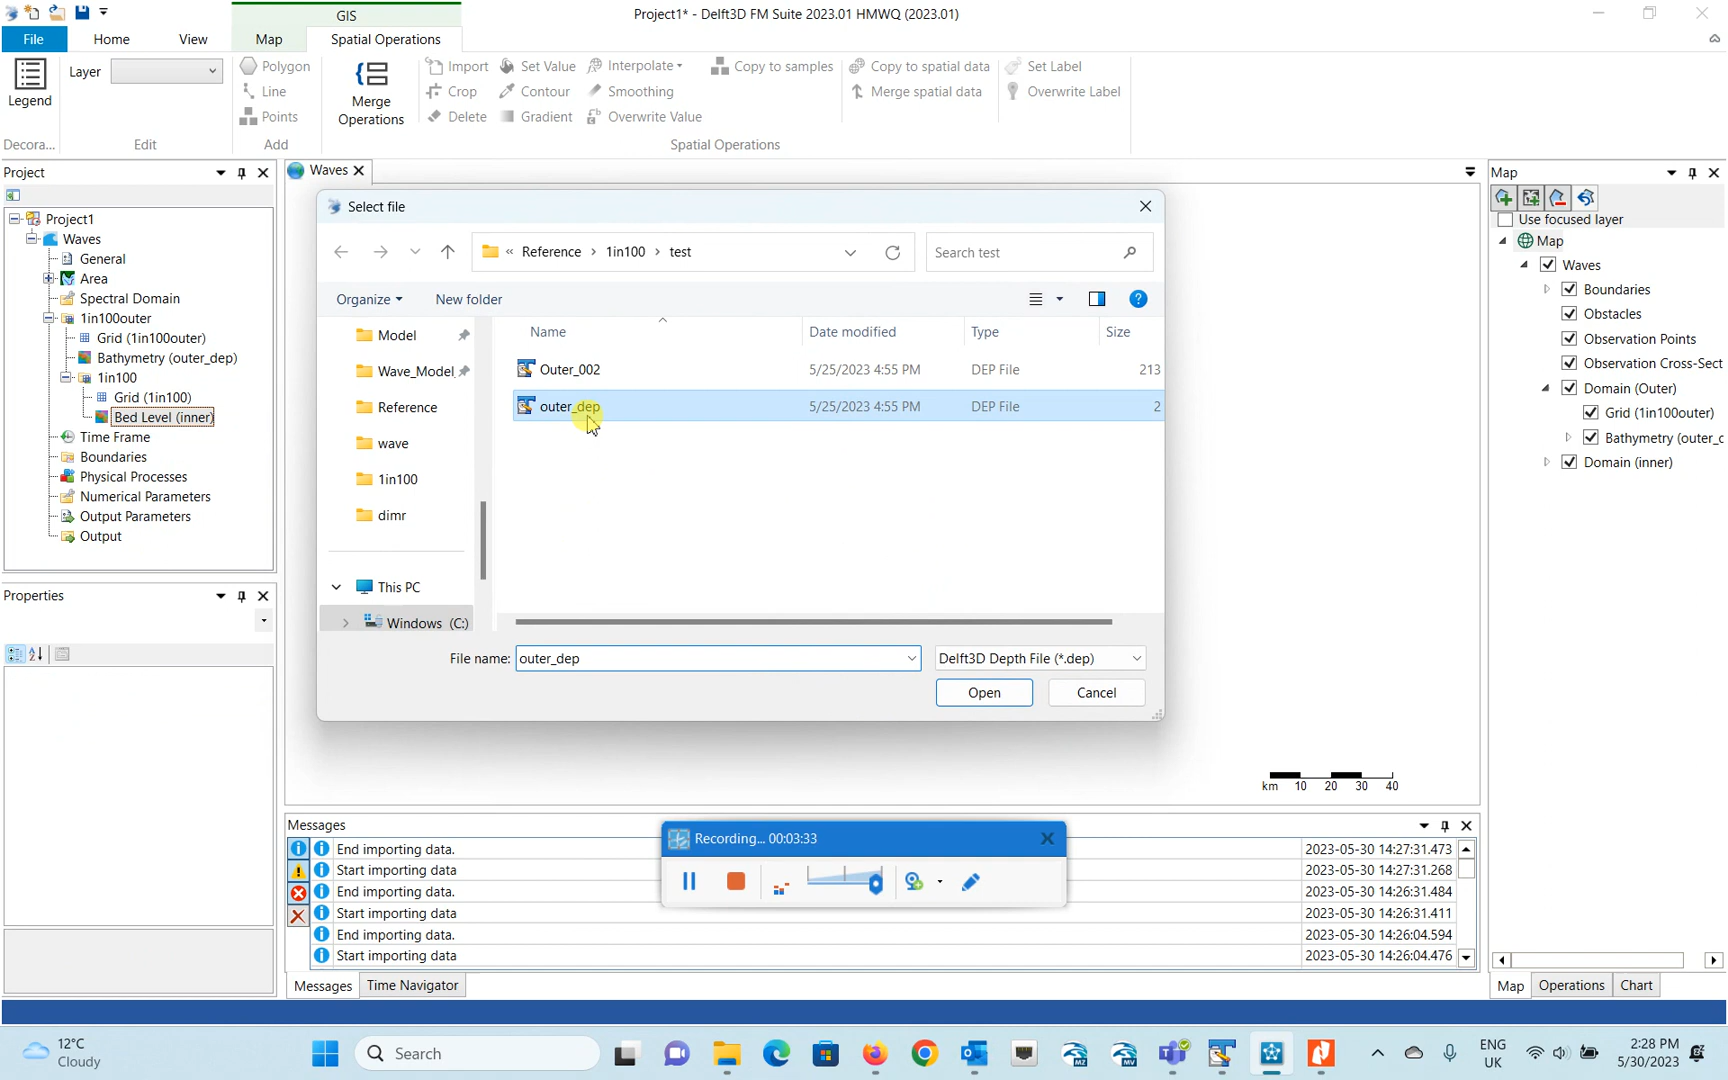 Project1* - Delft3D FM Suite 2023.01 HMWQ (2023.01)
GIS
File
Home
View
Map
Spatial Operations
Legend
Layer
Polygon
Line
Points
Merge
Operations
Import
Crop
Delete
Set Value
Contour
Gradient
Interpolate
Smoothing
Overwrite Value
Copy to samples
Copy to spatial data
Merge spatial data
Set Label
Overwrite Label
Decora...
Edit
Add
Spatial Operations
Project
Project1
Waves
General
Area
Spectral Domain
1in100outer
Grid (1in100outer)
Bathymetry (outer_dep)
1in100
Grid (1in100)
Bed Level (inner)
Time Frame
Boundaries
Physical Processes
Numerical Parameters
Output Parameters
Output
Properties
Waves
Select file
« Reference › 1in100 › test
Search test
Organize
New folder
Model
Wave_Model
Reference
wave
1in100
dimr
This PC
Windows (C:)
Name Date modified Type Size
Outer_002 5/25/2023 4:55 PM DEP File 213
outer_dep 5/25/2023 4:55 PM DEP File 2
File name: outer_dep
Delft3D Depth File (*.dep)
Open
Cancel
km 10 20 30 40
Map
Use focused layer
Map
Waves
Boundaries
Obstacles
Observation Points
Observation Cross-Sect
Domain (Outer)
Grid (1in100outer)
Bathymetry (outer_c
Domain (inner)
Messages
End importing data. 2023-05-30 14:27:31.473
Start importing data 2023-05-30 14:27:31.268
End importing data. 2023-05-30 14:26:31.484
Start importing data 2023-05-30 14:26:31.411
End importing data. 2023-05-30 14:26:04.594
Start importing data 2023-05-30 14:26:04.476
Recording... 00:03:33
Messages
Time Navigator
Map
Operations
Chart
12°C
Cloudy
Search
ENG
UK
2:28 PM
5/30/2023